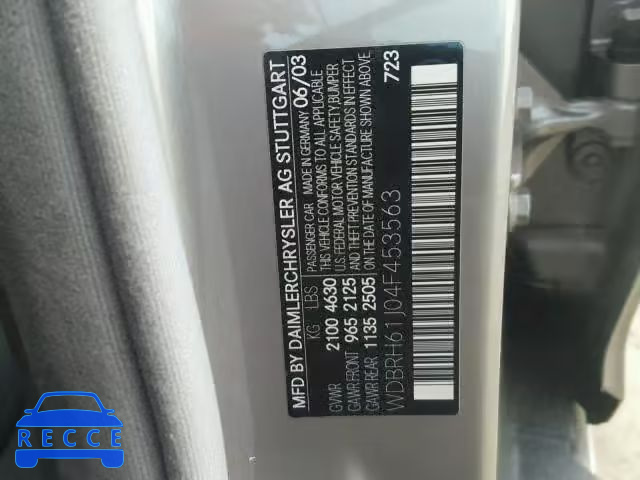 MFD BY DAIMLERCHRYSLER AG STUTTGART
PASSENGER CAR MADE IN GERMANY 06/03
KG LBS THIS VEHICLE CONFORMS TO ALL APPLICABLE
GVWR 2100 4630 U.S. FEDERAL MOTOR VEHICLE SAFETY BUMPER
GAWR FRONT 965 2125 AND THEFT PREVENTION STANDARDS IN EFFECT
GAWR REAR 1135 2505 ON THE DATE OF MANUFACTURE SHOWN ABOVE.
WDBRH61J04F453563 723
RECCE